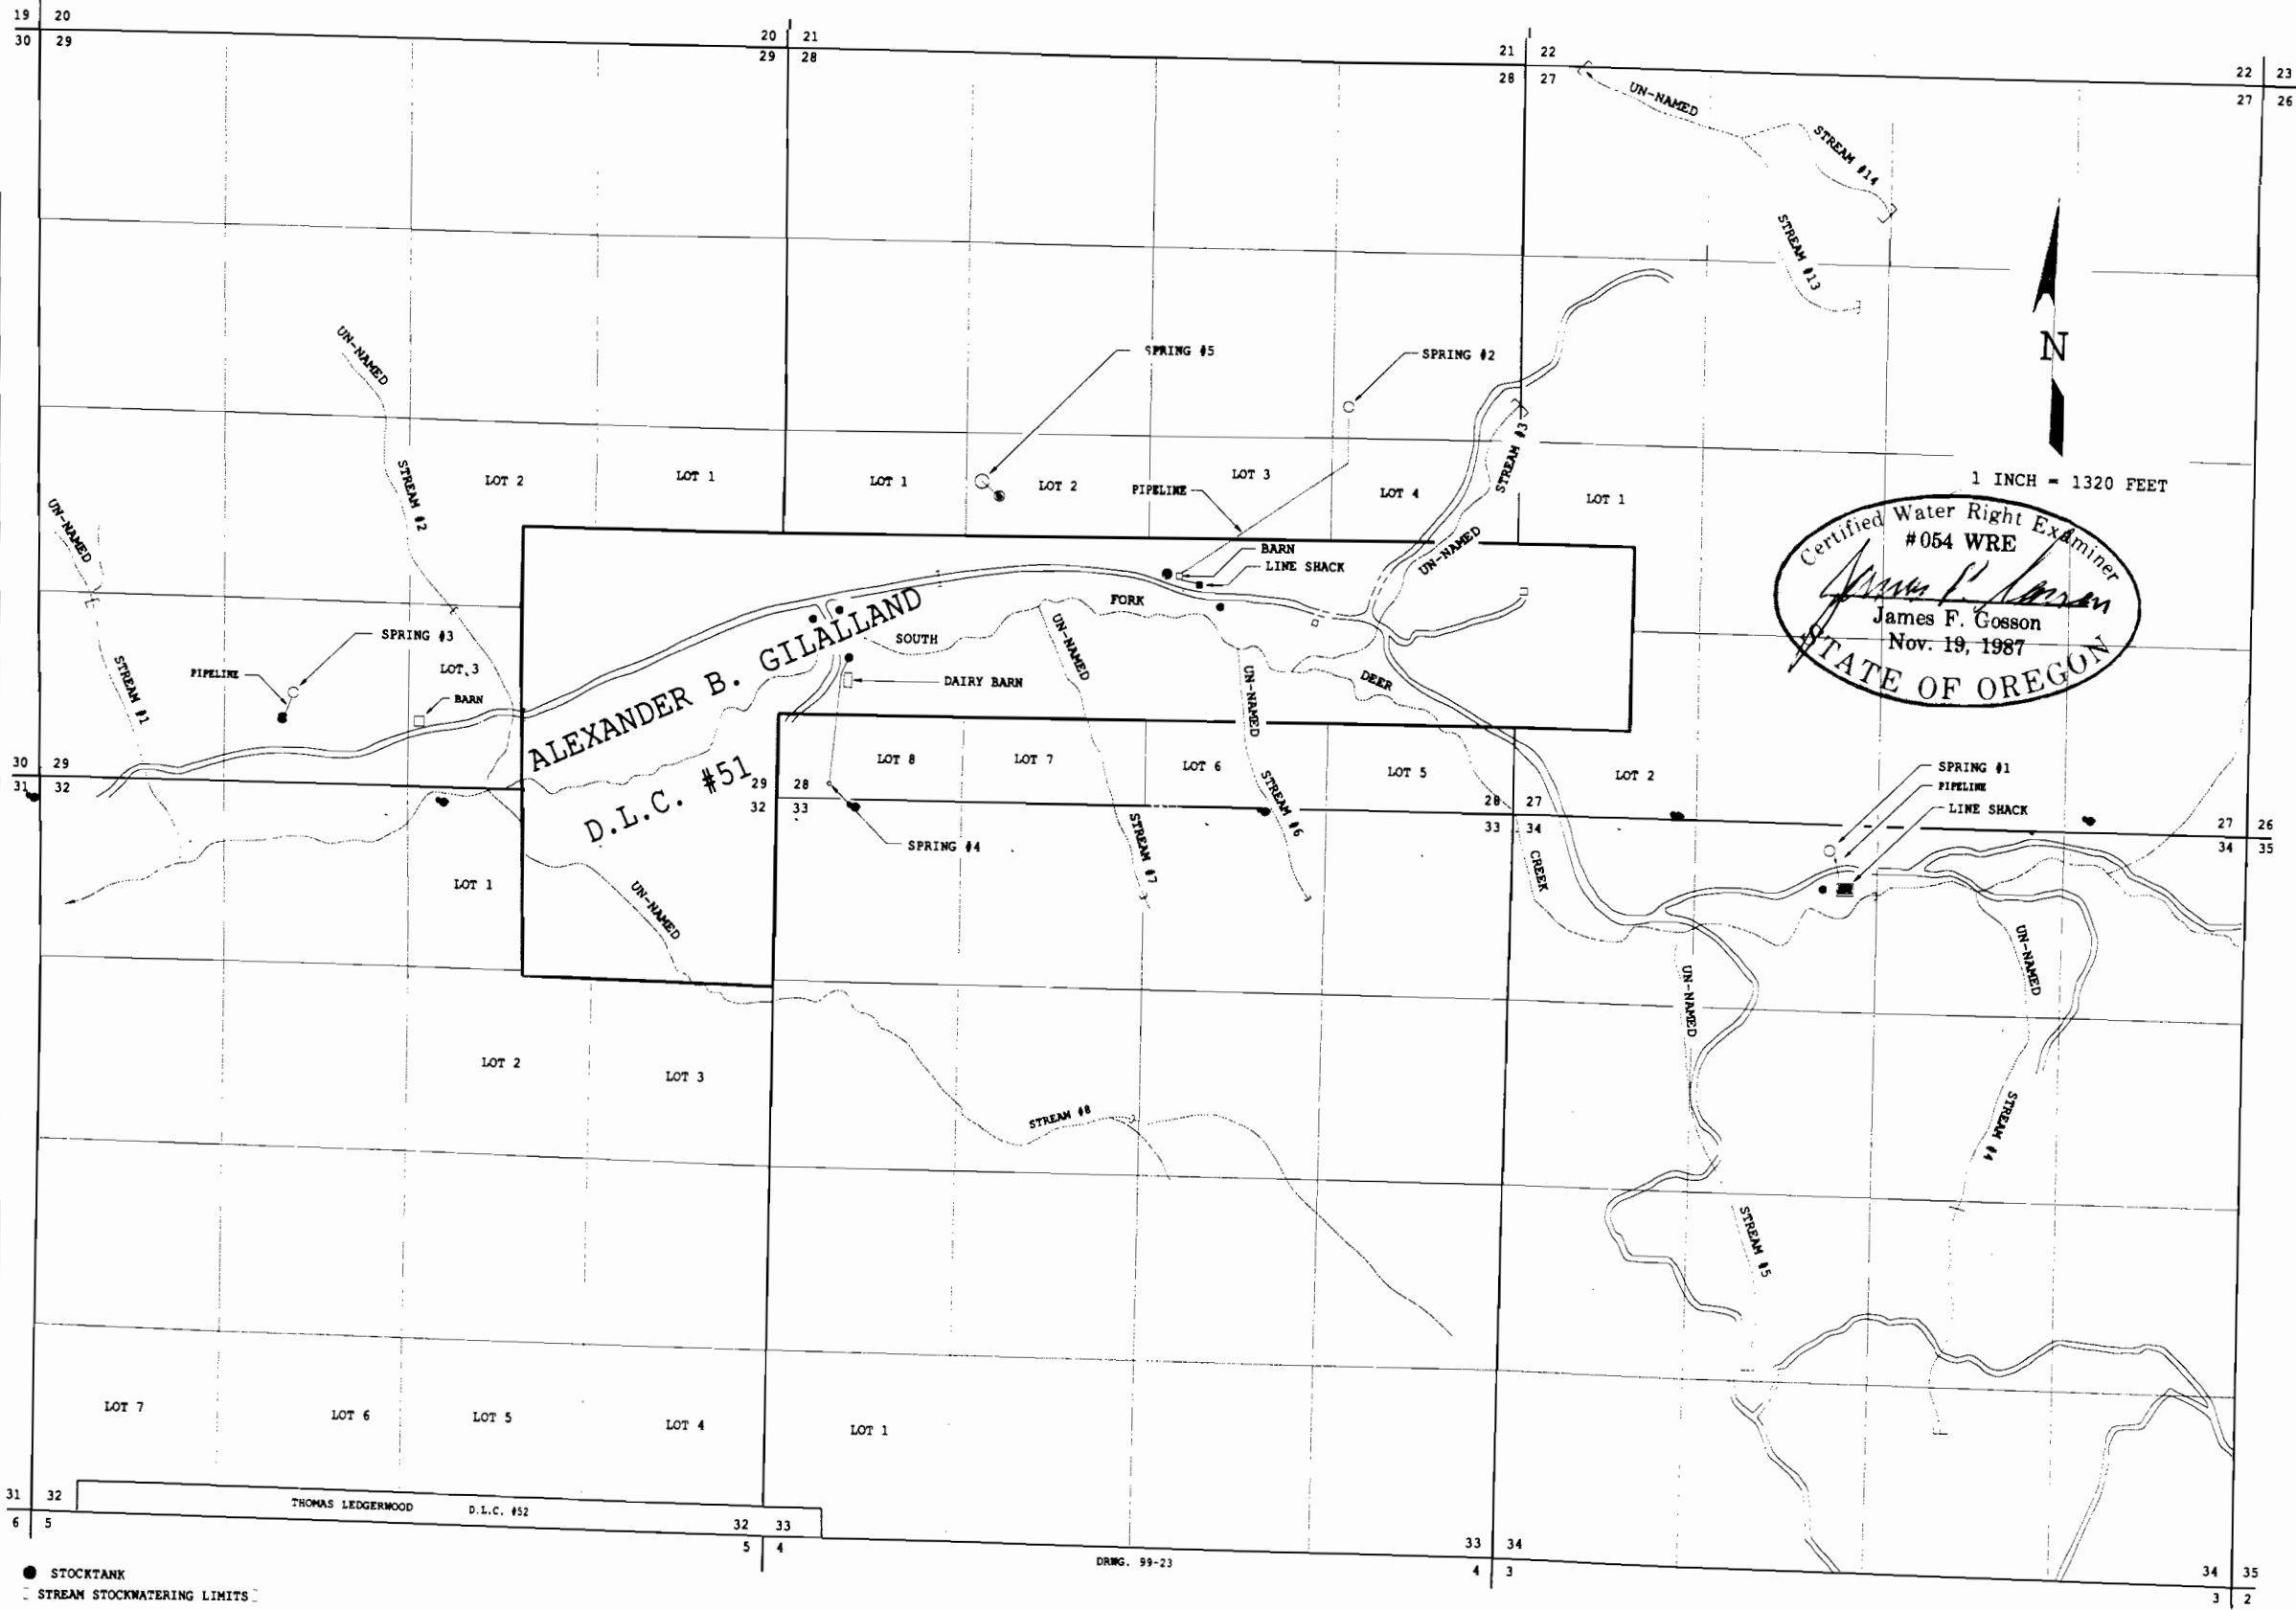 19 20
30 29
20 21
29 28
21 22
28 27
22 23
27 26
UN-NAMED
STREAM #14
STREAM #13
N
1 INCH = 1320 FEET
Certified Water Right Examiner
#054 WRE
James F. Gosson
Nov. 19, 1987
STATE OF OREGON
UN-NAMED
STREAM #2
SPRING #5
SPRING #2
UN-NAMED
STREAM #1
LOT 2
LOT 1
LOT 1
LOT 2
LOT 3
LOT 4
LOT 1
PIPELINE
STREAM #3
UN-NAMED
BARN
LINE SHACK
SPRING #3
PIPELINE
LOT 3
BARN
ALEXANDER B. GILALLAND
D.L.C. #51
SOUTH
FORK
DEER
CREEK
DAIRY BARN
UN-NAMED
STREAM #7
UN-NAMED
STREAM #6
30 29
31 32
29 28
32 33
LOT 8
LOT 7
LOT 6
LOT 5
LOT 2
28 27
33 34
SPRING #1
PIPELINE
LINE SHACK
27 26
34 35
SPRING #4
LOT 1
UN-NAMED
STREAM #8
UN-NAMED
STREAM #5
UN-NAMED
STREAM #4
LOT 2
LOT 3
LOT 7
LOT 6
LOT 5
LOT 4
LOT 1
31 32
6 5
THOMAS LEDGERWOOD D.L.C. #52
32 33
5 4
DRWG. 99-23
33 34
4 3
34 35
3 2
STOCKTANK
STREAM STOCKWATERING LIMITS